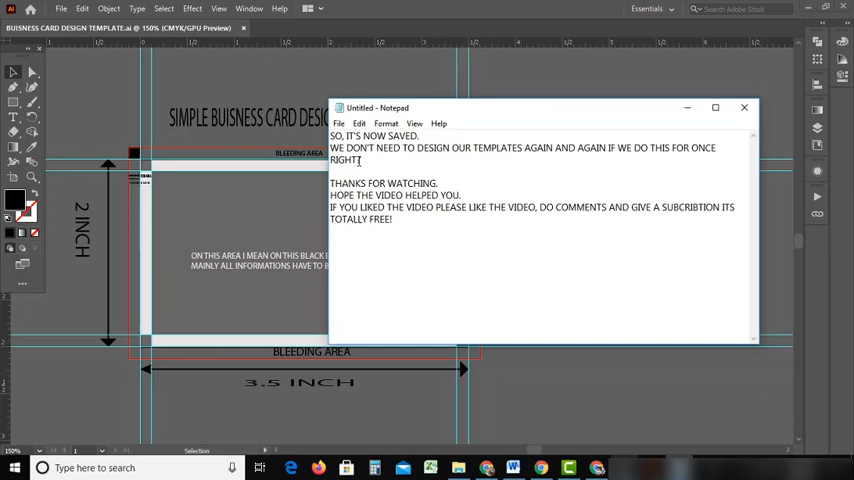 File Edit Object Type Select Effect View Window Help
Essentials
Search Adobe Stock
BUISNESS CARD DESIGN TEMPLATE.ai @ 150% (CMYK/GPU Preview)
SIMPLE BUISNESS CARD DES
Untitled - Notepad
File Edit Format View Help
SO, IT'S NOW SAVED.
WE DON'T NEED TO DESIGN OUR TEMPLATES AGAIN AND AGAIN IF WE DO THIS FOR ONCE
RIGHT.
THANKS FOR WATCHING.
HOPE THE VIDEO HELPED YOU.
IF YOU LIKED THE VIDEO PLEASE LIKE THE VIDEO, DO COMMENTS AND GIVE A SUBCRIBTION ITS
TOTALLY FREE!
BLEEDING AREA
2 INCH
ON THIS AREA I MEAN ON THIS BLACK
MAINLY ALL INFORMATIONS HAVE TO
BLEEDING AREA
3.5 INCH
150%
1
Selection
Type here to search